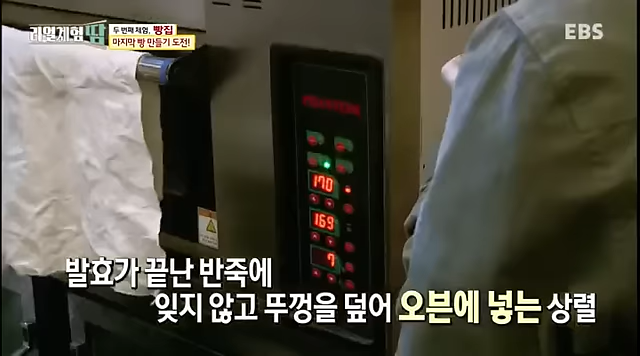 리얼체험 땀
두 번째 체험, 빵집
마지막 빵 만들기 도전!
EBS
170
169
7
발효가 끝난 반죽에
잊지 않고 뚜껑을 덮어 오븐에 넣는 상렬